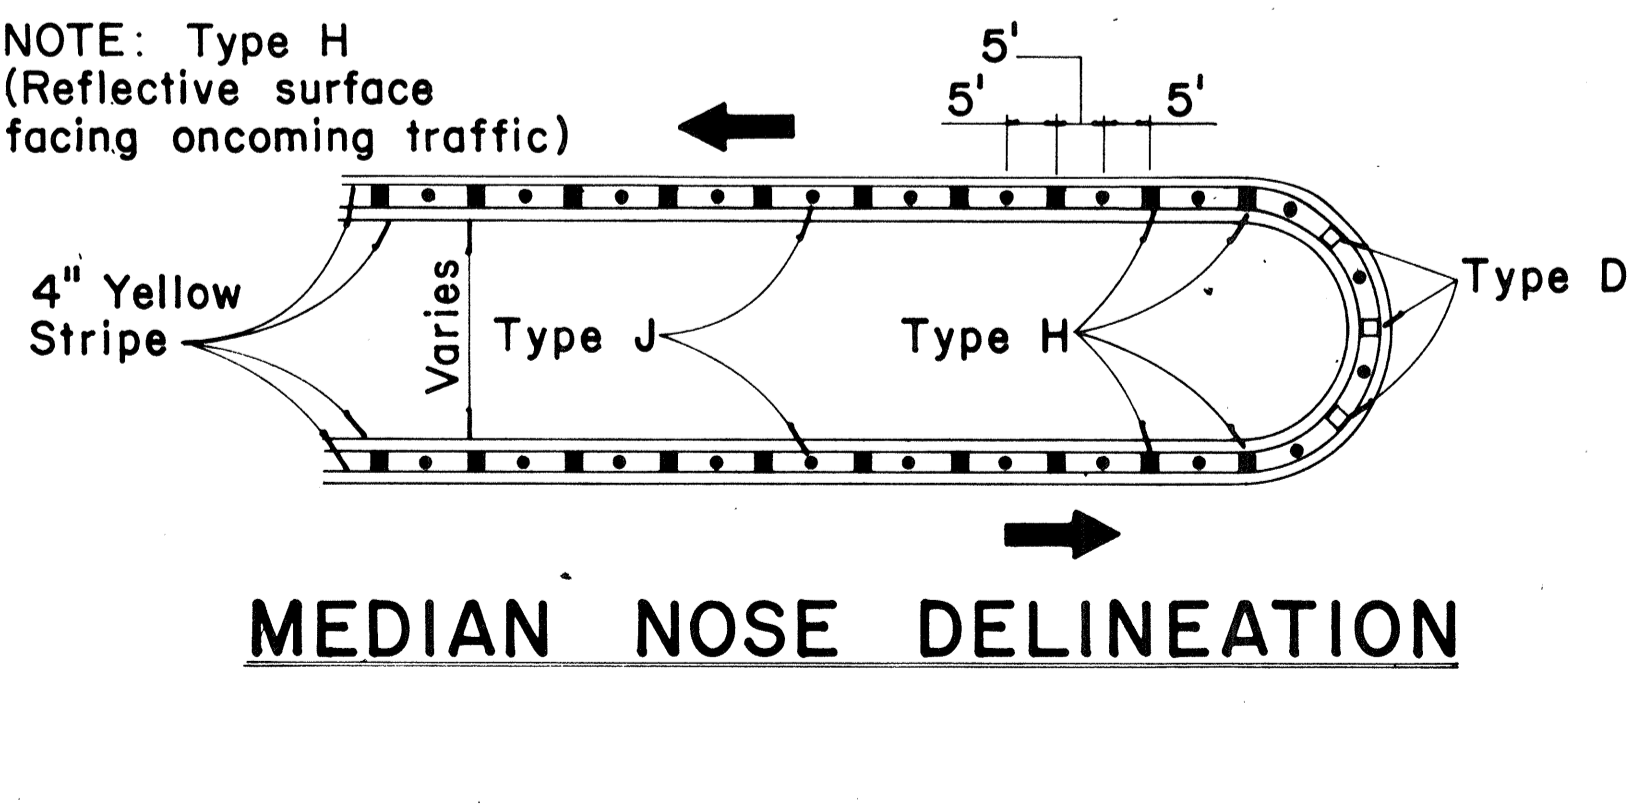 NOTE: Type H
(Reflective surface
facing oncoming traffic)
5'
5'
5'
4" Yellow
Stripe
Varies
Type J
Type H
Type D
MEDIAN NOSE DELINEATION